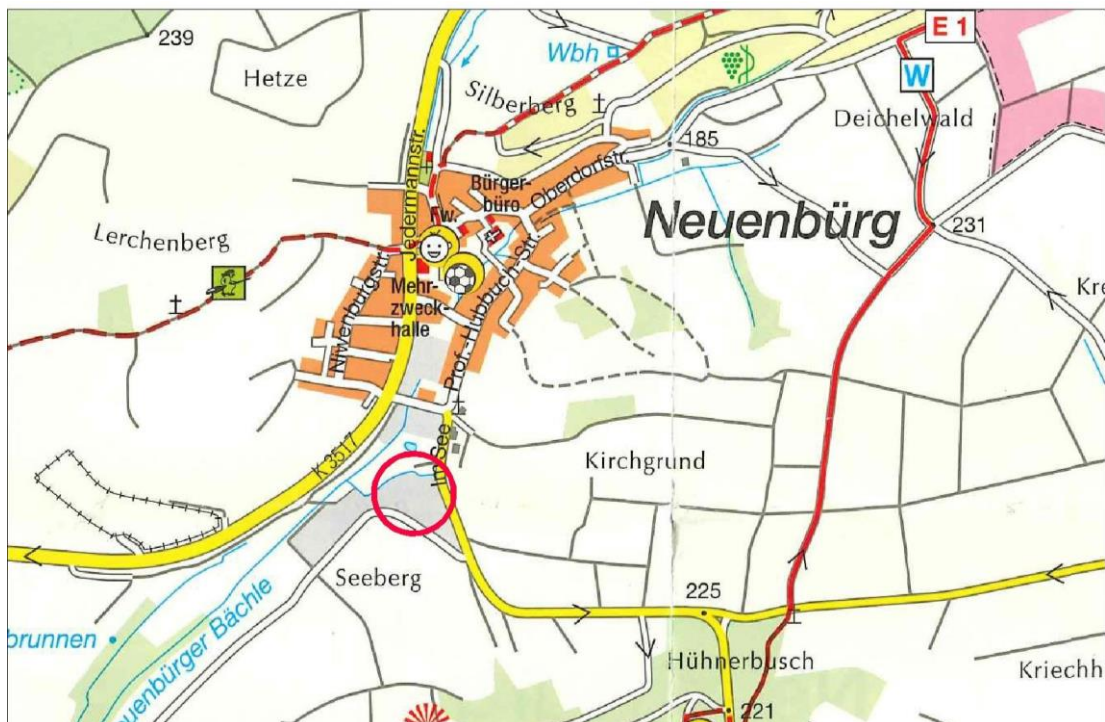 239
Hetze
Wbh
E 1
W
Silberberg
Deichelwald
185
Jedermannstr.
Bürger-
büro
Oberdorfstr.
Fw.
Neuenbürg
231
Lerchenberg
Mehr-
zweck-
halle
Niwenburgstr.
Prof.-Hubbuch-Str.
Kre
K 3517
Im See
Kirchgrund
Seeberg
225
brunnen
euenbürger Bächle
Hühnerbusch
Kriechh
221